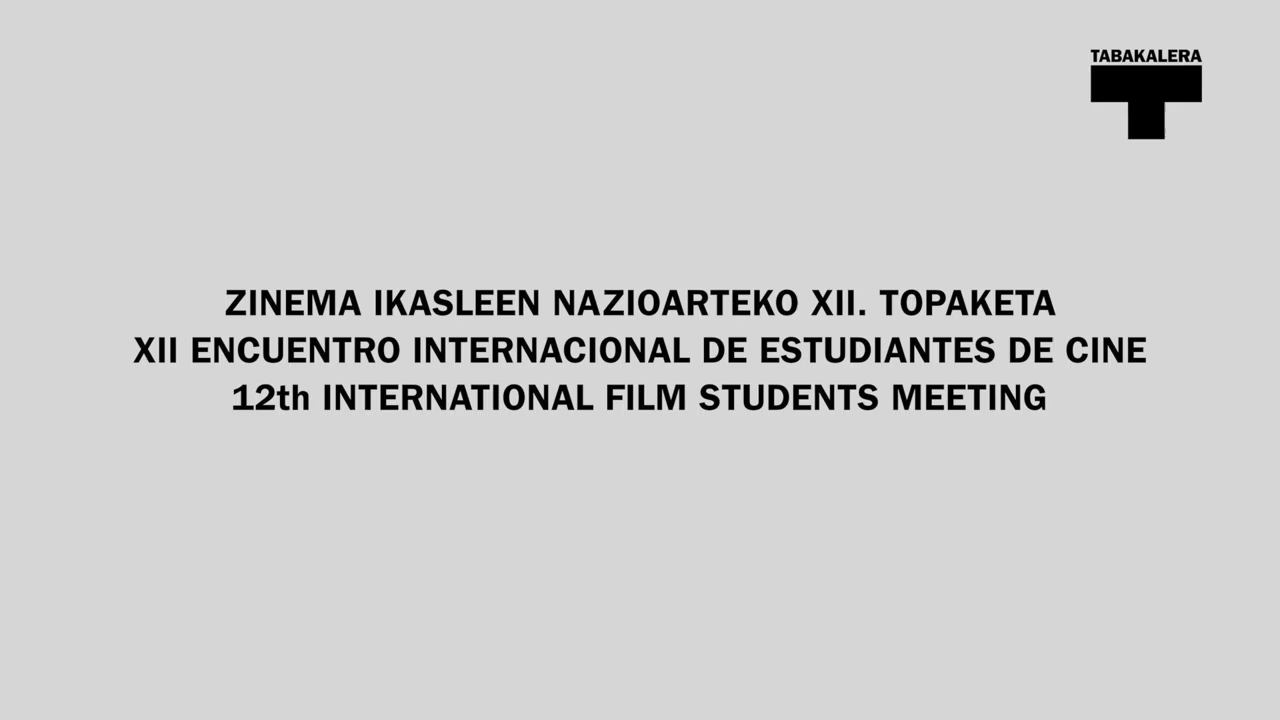 TABAKALERA
ZINEMA IKASLEEN NAZIOARTEKO XII. TOPAKETA
XII ENCUENTRO INTERNACIONAL DE ESTUDIANTES DE CINE
12th INTERNATIONAL FILM STUDENTS MEETING